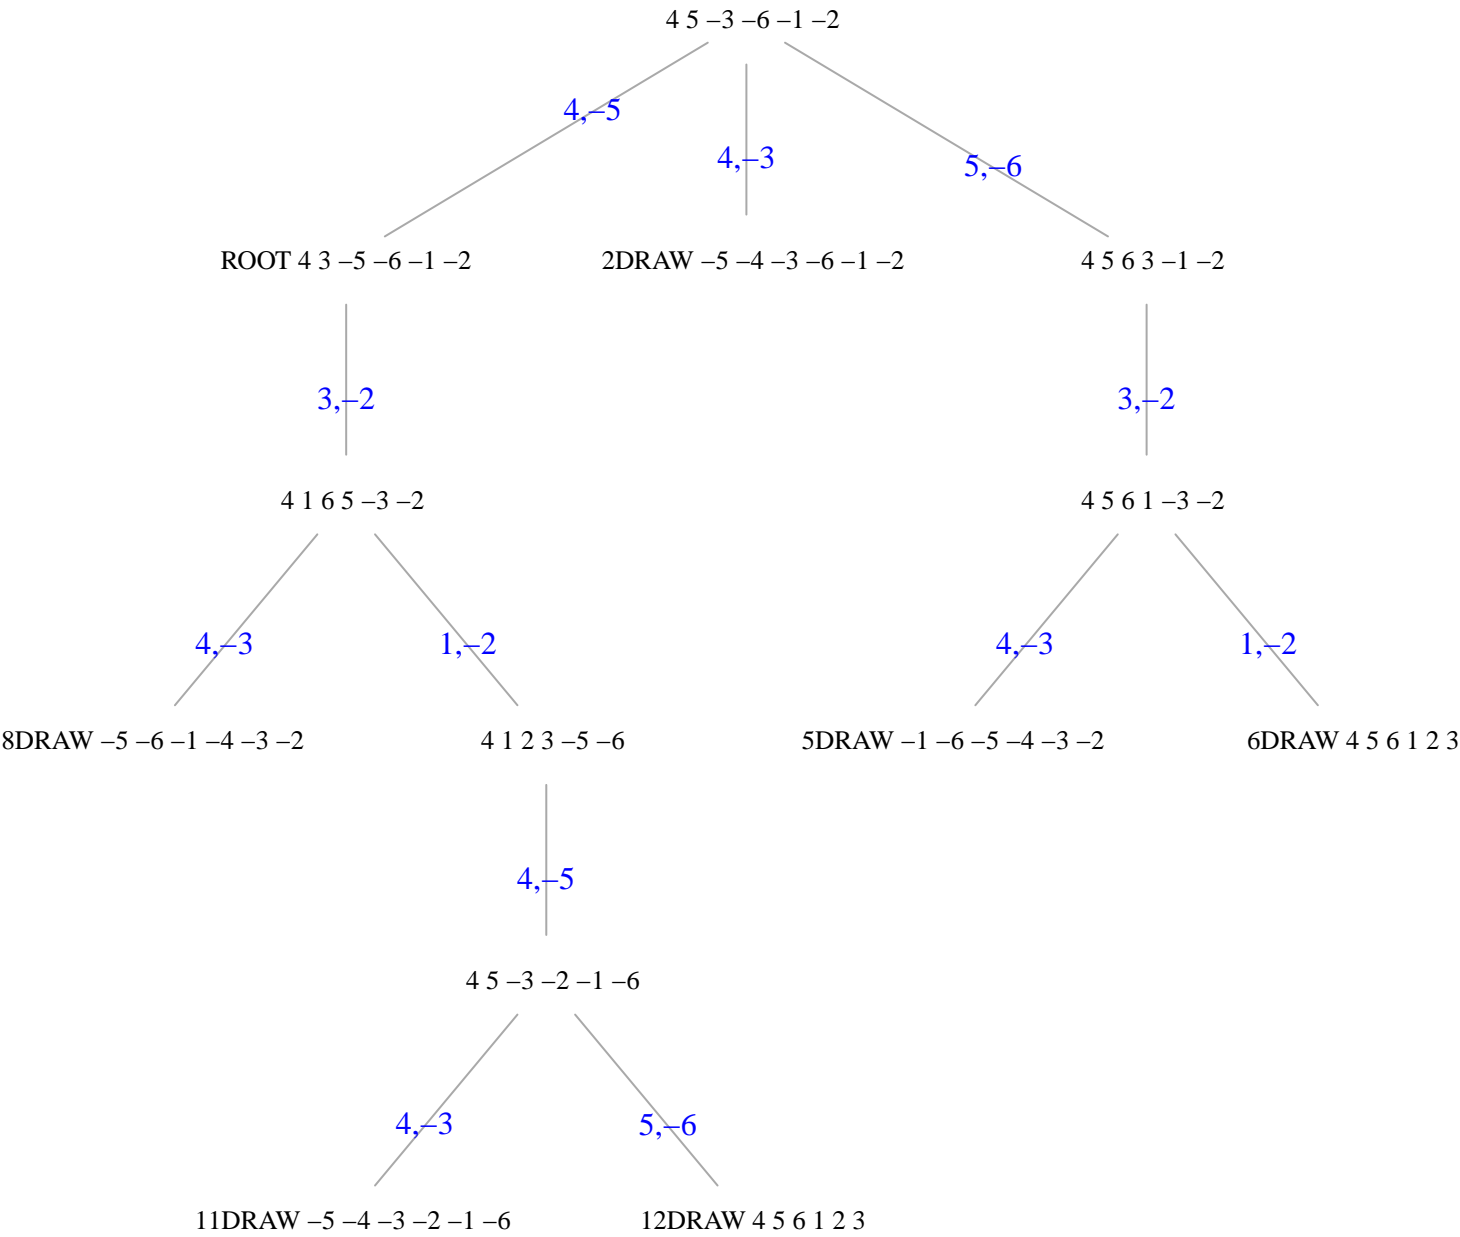 4 5 –3 –6 –1 –2
4,–5
4,–3
5,–6
ROOT 4 3 –5 –6 –1 –2
2DRAW –5 –4 –3 –6 –1 –2
4 5 6 3 –1 –2
3,–2
3,–2
4 1 6 5 –3 –2
4 5 6 1 –3 –2
4,–3
1,–2
4,–3
1,–2
8DRAW –5 –6 –1 –4 –3 –2
4 1 2 3 –5 –6
5DRAW –1 –6 –5 –4 –3 –2
6DRAW 4 5 6 1 2 3
4,–5
4 5 –3 –2 –1 –6
4,–3
5,–6
11DRAW –5 –4 –3 –2 –1 –6
12DRAW 4 5 6 1 2 3